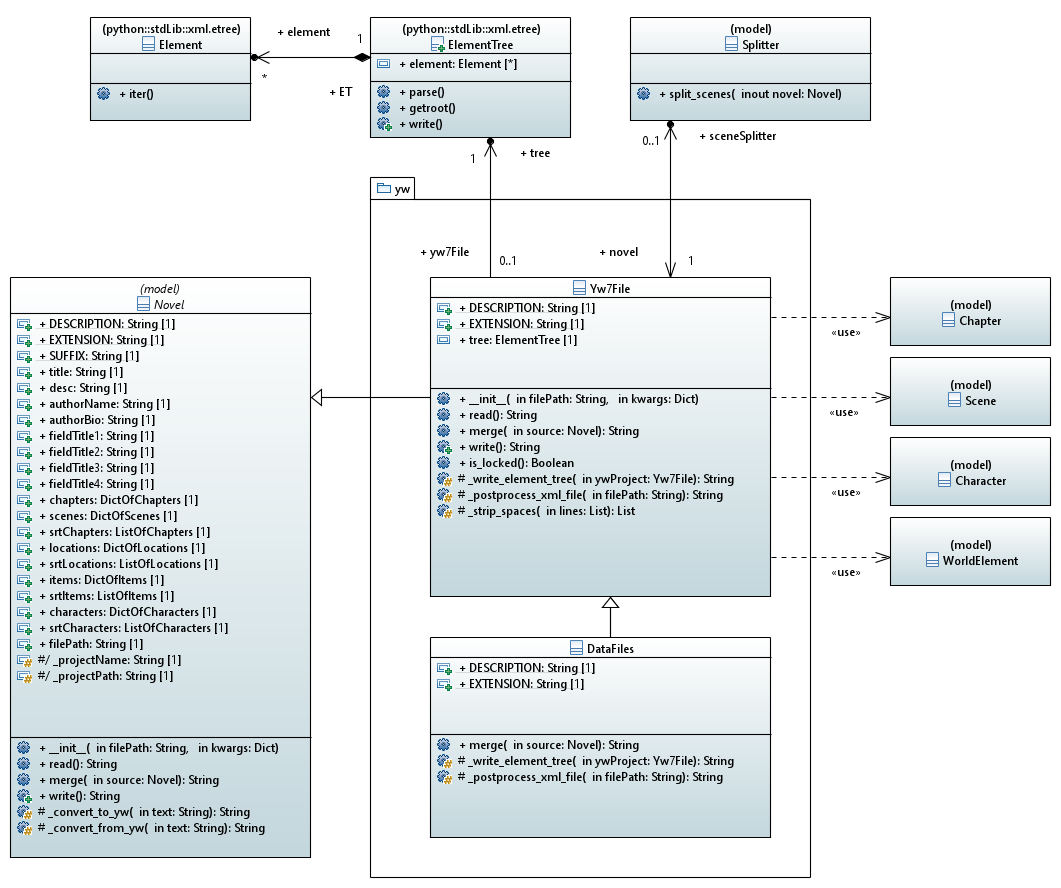 (python::stdLib::xml.etree)
Element
+ iter()
+ element
1
*
+ ET
(python::stdLib::xml.etree)
ElementTree
+ element: Element [*]
+ parse()
+ getroot()
+ write()
(model)
Splitter
+ split_scenes(  inout novel: Novel)
1
+ tree
0..1
+ sceneSplitter
yw
+ yw7File
0..1
+ novel
1
(model)
Novel
+ DESCRIPTION: String [1]
+ EXTENSION: String [1]
+ SUFFIX: String [1]
+ title: String [1]
+ desc: String [1]
+ authorName: String [1]
+ authorBio: String [1]
+ fieldTitle1: String [1]
+ fieldTitle2: String [1]
+ fieldTitle3: String [1]
+ fieldTitle4: String [1]
+ chapters: DictOfChapters [1]
+ scenes: DictOfScenes [1]
+ srtChapters: ListOfChapters [1]
+ locations: DictOfLocations [1]
+ srtLocations: ListOfLocations [1]
+ items: DictOfItems [1]
+ srtItems: ListOfItems [1]
+ characters: DictOfCharacters [1]
+ srtCharacters: ListOfCharacters [1]
+ filePath: String [1]
#/ _projectName: String [1]
#/ _projectPath: String [1]
+ __init__(  in filePath: String,   in kwargs: Dict)
+ read(): String
+ merge(  in source: Novel): String
+ write(): String
# _convert_to_yw(  in text: String): String
# _convert_from_yw(  in text: String): String
Yw7File
+ DESCRIPTION: String [1]
+ EXTENSION: String [1]
+ tree: ElementTree [1]
+ __init__(  in filePath: String,   in kwargs: Dict)
+ read(): String
+ merge(  in source: Novel): String
+ write(): String
+ is_locked(): Boolean
# _write_element_tree(  in ywProject: Yw7File): String
# _postprocess_xml_file(  in filePath: String): String
# _strip_spaces(  in lines: List): List
DataFiles
+ DESCRIPTION: String [1]
+ EXTENSION: String [1]
+ merge(  in source: Novel): String
# _write_element_tree(  in ywProject: Yw7File): String
# _postprocess_xml_file(  in filePath: String): String
«use»
(model)
Chapter
«use»
(model)
Scene
«use»
(model)
Character
«use»
(model)
WorldElement